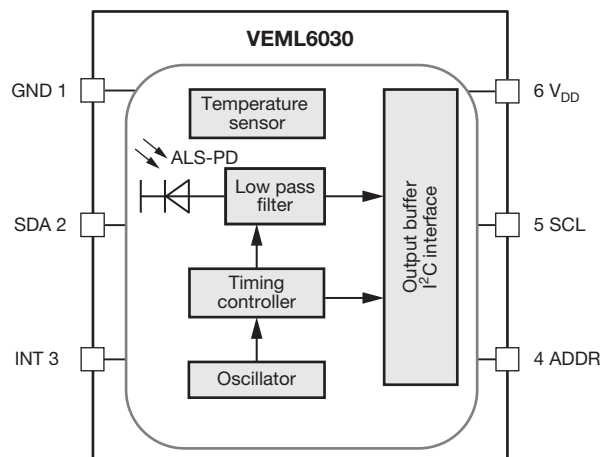 VEML6030
GND 1
6 VDD
Temperature
sensor
ALS-PD
Low pass
filter
SDA 2
5 SCL
Output buffer
I²C interface
Timing
controller
INT 3
4 ADDR
Oscillator